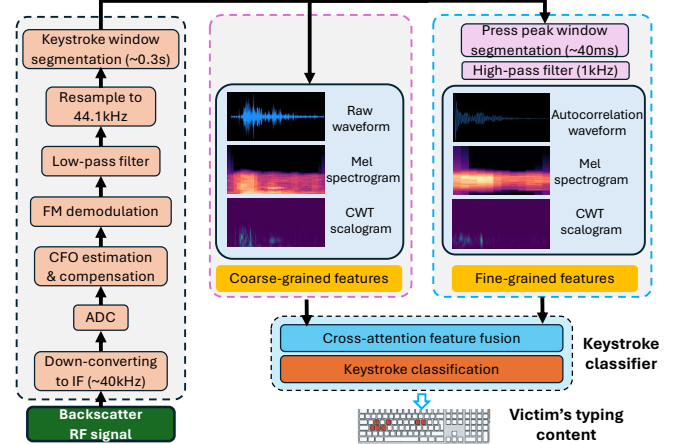 Keystroke window
segmentation (~0.3s)
Resample to
44.1kHz
Low-pass filter
FM demodulation
CFO estimation
& compensation
ADC
Down-converting
to IF (~40kHz)
Backscatter
RF signal
Raw
waveform
Mel
spectrogram
CWT
scalogram
Coarse-grained features
Press peak window
segmentation (~40ms)
High-pass filter (1kHz)
Autocorrelation
waveform
Mel
spectrogram
CWT
scalogram
Fine-grained features
Cross-attention feature fusion
Keystroke classification
Keystroke
classifier
Victim's typing
content